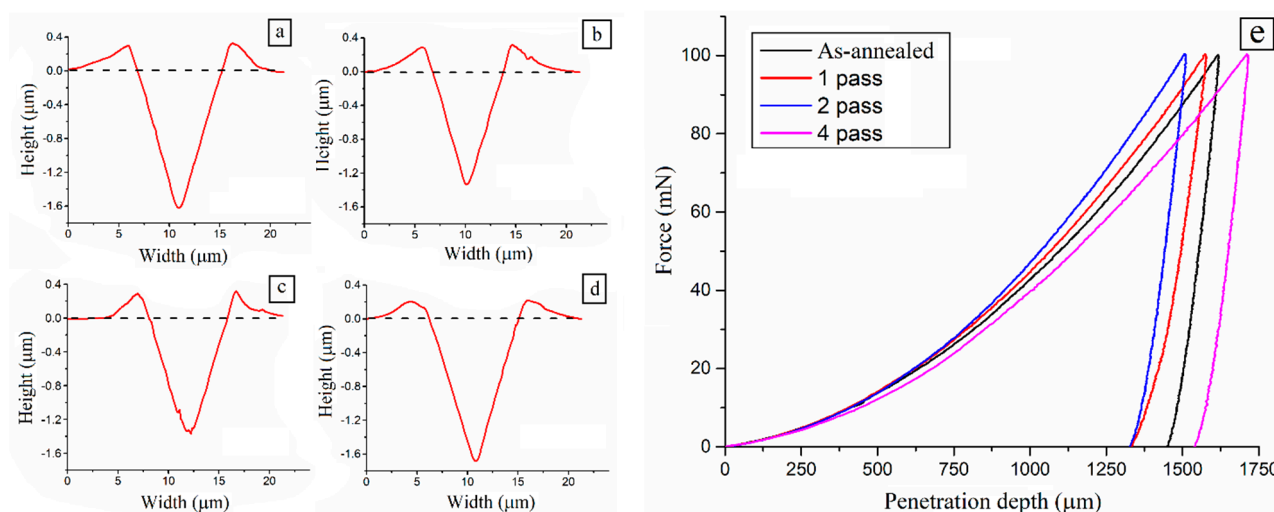 a
0.4
0.0
-0.4
-0.8
-1.2
-1.6
Height (μm)
0 5 10 15 20
Width (μm)
b
0.4
0.0
-0.4
-0.8
-1.2
-1.6
Height (μm)
0 5 10 15 20
Width (μm)
c
0.4
0.0
-0.4
-0.8
-1.2
-1.6
Height (μm)
0 5 10 15 20
Width (μm)
d
0.4
0.0
-0.4
-0.8
-1.2
-1.6
Height (μm)
0 5 10 15 20
Width (μm)
e
As-annealed
1 pass
2 pass
4 pass
100
80
60
40
20
0
Force (mN)
0 250 500 750 1000 1250 1500 1750
Penetration depth (μm)